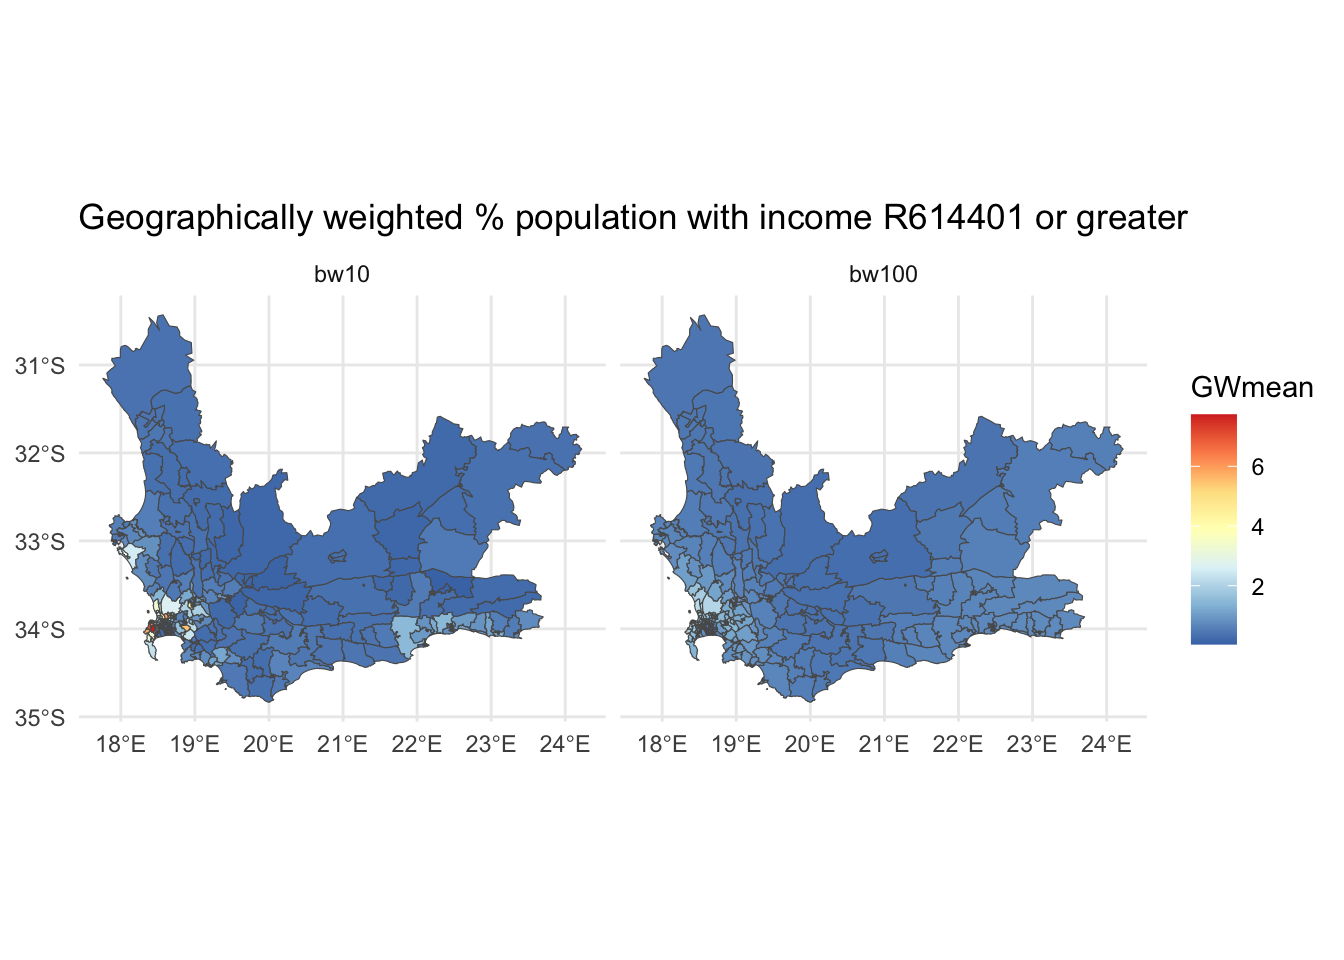 Geographically weighted % population with income R614401 or greater
bw10
bw100
31°S
32°S
33°S
34°S
35°S
18°E 19°E 20°E 21°E 22°E 23°E 24°E
18°E 19°E 20°E 21°E 22°E 23°E 24°E
GWmean
6
4
2